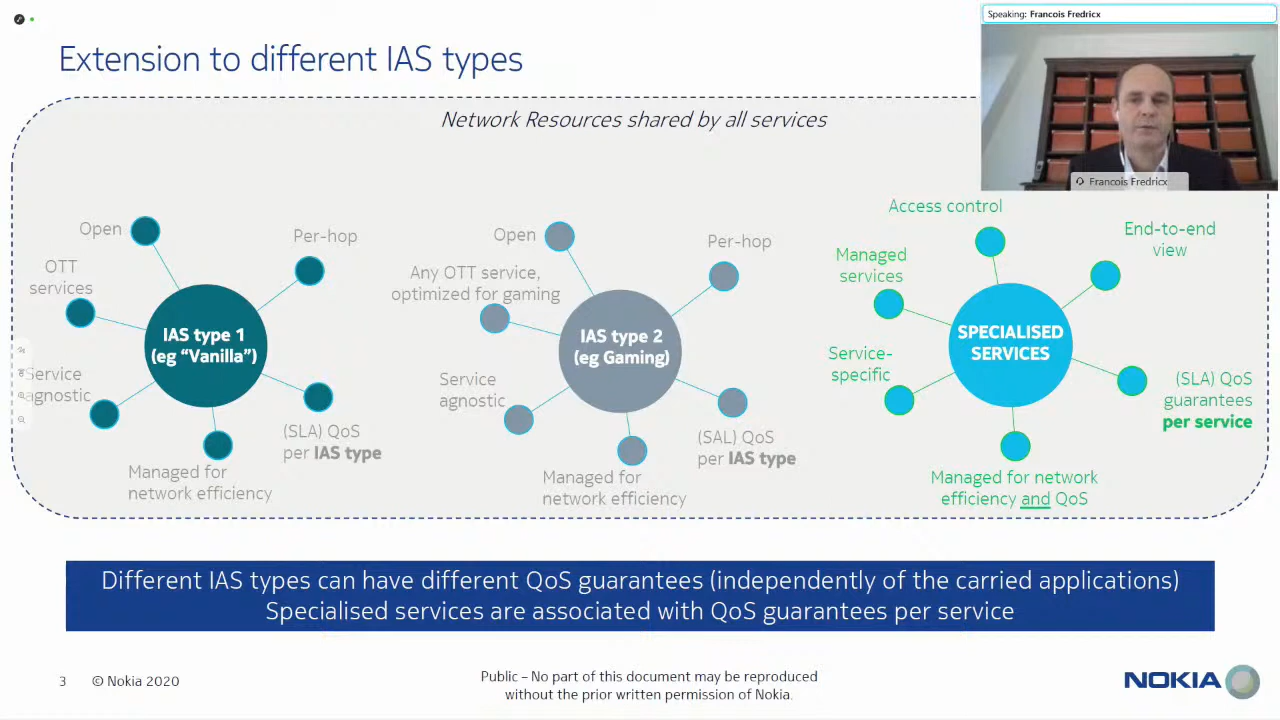 Speaking: Francois Fredricx
Extension to different IAS types
Network Resources shared by all services
Francois Fredricx
Open
Per-hop
OTT
services
IAS type 1
(eg “Vanilla”)
Service
agnostic
(SLA) QoS
per IAS type
Managed for
network efficiency
Open
Per-hop
Any OTT service,
optimized for gaming
IAS type 2
(eg Gaming)
Service
agnostic
(SAL) QoS
per IAS type
Managed for
network efficiency
Access control
End-to-end
view
Managed
services
SPECIALISED
SERVICES
Service-
specific
(SLA) QoS
guarantees
per service
Managed for network
efficiency and QoS
Different IAS types can have different QoS guarantees (independently of the carried applications)
Specialised services are associated with QoS guarantees per service
3 © Nokia 2020
Public – No part of this document may be reproduced
without the prior written permission of Nokia.
NOKIA